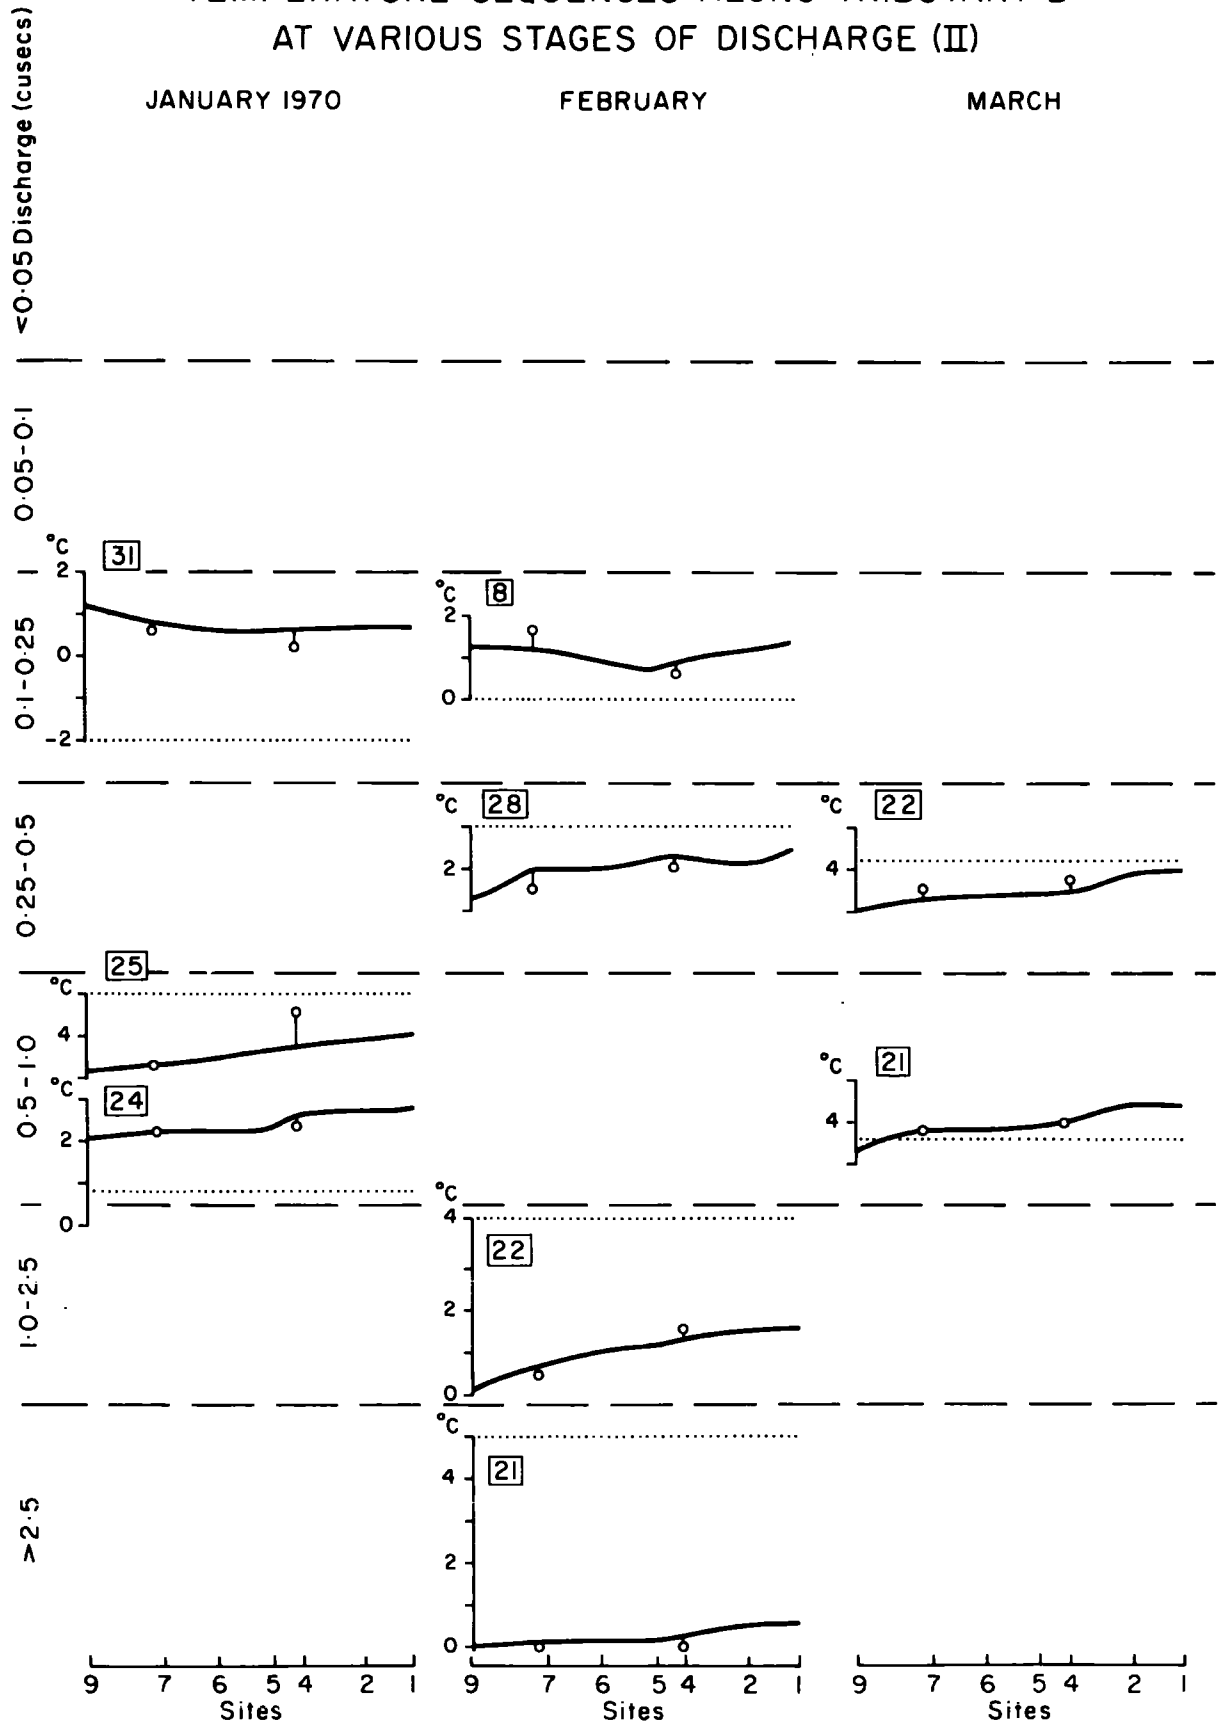 AT VARIOUS STAGES OF DISCHARGE (II)
JANUARY 1970 FEBRUARY MARCH
<0·05 Discharge (cusecs)
0·05-0·1
0·1-0·25
0·25-0·5
0·5-1·0
1·0-2·5
>2·5
°C 31
2
0
-2
°C 8
2
0
°C 28
2
°C 22
4
25
°C
4
°C
24
2
0
°C 21
4
°C
4
22
2
0
°C
21
4
2
0
9 7 6 5 4 2 1
Sites
9 7 6 5 4 2 1
Sites
9 7 6 5 4 2 1
Sites